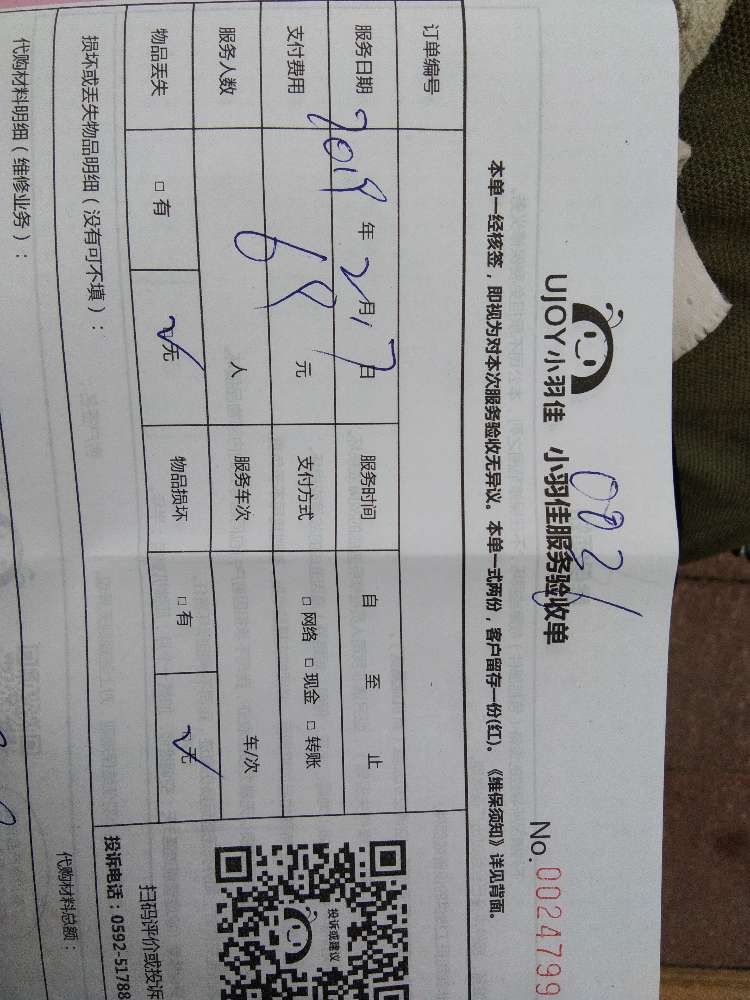 UJOY小羽佳 小羽佳服务验收单
No. 0024799
本单一经核签，即视为对本次服务验收无异议。本单一式两份，客户留存一份(红)。《维保须知》详见背面。
订单编号
服务日期 2019年2月17日 服务时间 自 至 止
支付费用 68元 支付方式 □网络 □现金 □转账
服务人数 人 服务车次 车/次
物品丢失 □有 □无 物品损坏 □有 □无
损坏或丢失物品明细（没有可不填）：
投诉或建议
扫码评价或投诉
投诉电话：0592-51788
代购材料明细（维修业务）：
代购材料总额：